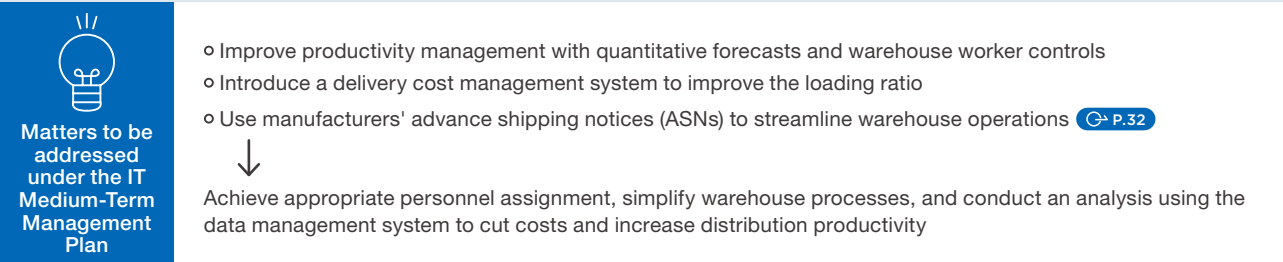 Matters to be
addressed
under the IT
Medium-Term
Management
Plan
Improve productivity management with quantitative forecasts and warehouse worker controls
Introduce a delivery cost management system to improve the loading ratio
Use manufacturers' advance shipping notices (ASNs) to streamline warehouse operations P.32
Achieve appropriate personnel assignment, simplify warehouse processes, and conduct an analysis using the
data management system to cut costs and increase distribution productivity